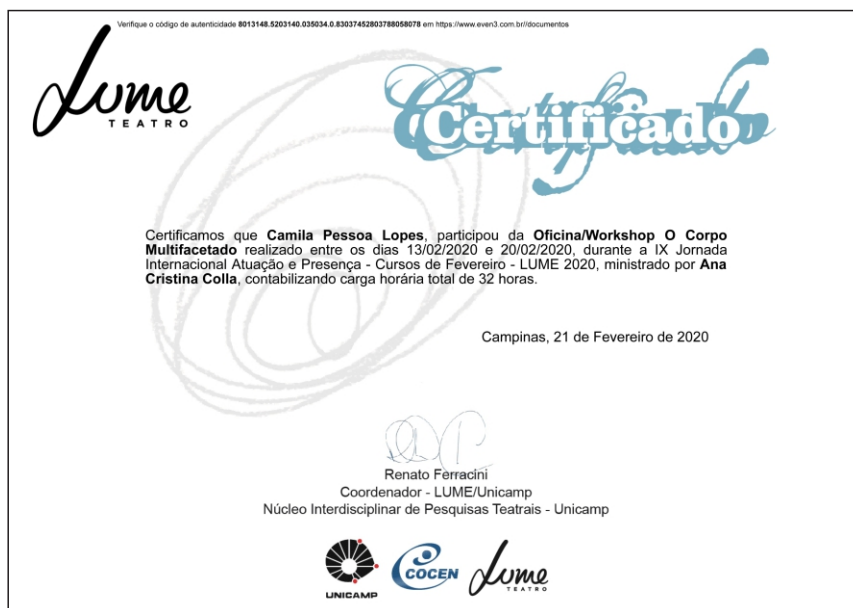 Verifique o código de autenticidade 8013148.5203140.035034.0.83037452803788058078 em https://www.even3.com.br//documentos
Lume
TEATRO
Certificado
Certificamos que Camila Pessoa Lopes, participou da Oficina/Workshop O Corpo
Multifacetado realizado entre os dias 13/02/2020 e 20/02/2020, durante a IX Jornada
Internacional Atuação e Presença - Cursos de Fevereiro - LUME 2020, ministrado por Ana
Cristina Colla, contabilizando carga horária total de 32 horas.
Campinas, 21 de Fevereiro de 2020
Renato Ferracini
Coordenador - LUME/Unicamp
Núcleo Interdisciplinar de Pesquisas Teatrais - Unicamp
UNICAMP
COCEN
Lume
TEATRO